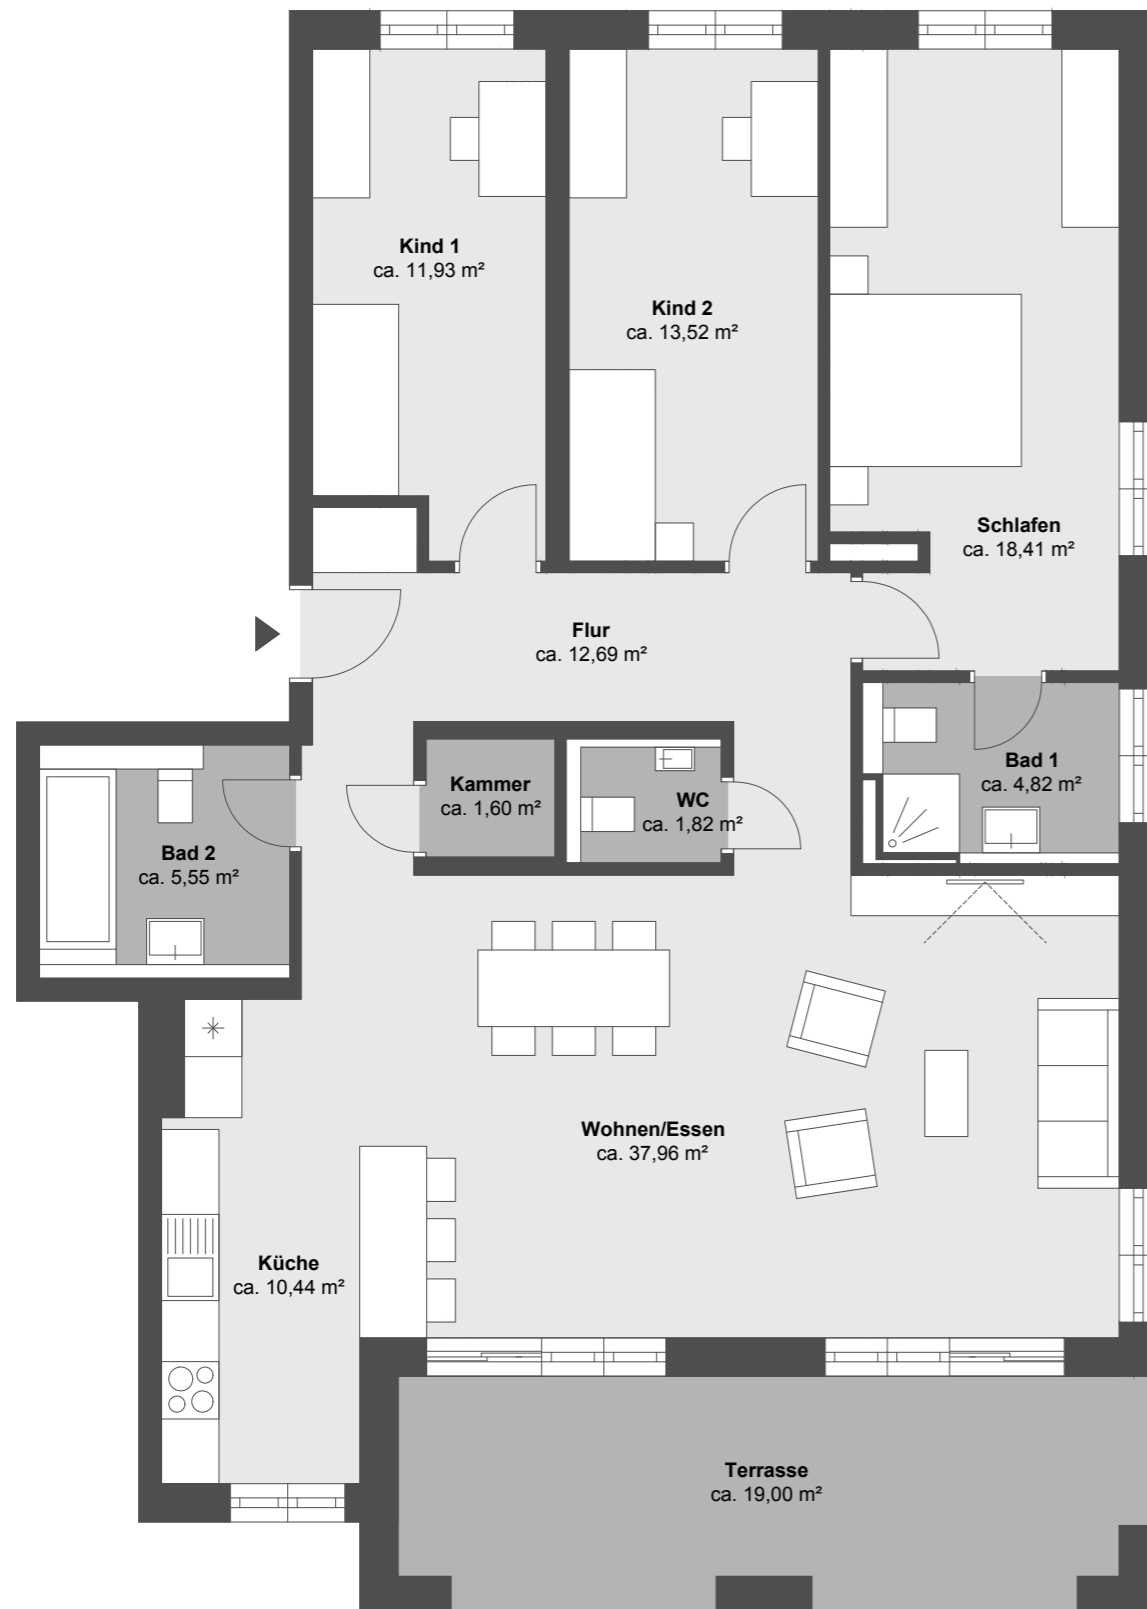 Kind 1
ca. 11,93 m²
Kind 2
ca. 13,52 m²
Schlafen
ca. 18,41 m²
Flur
ca. 12,69 m²
Bad 1
ca. 4,82 m²
Kammer
ca. 1,60 m²
WC
ca. 1,82 m²
Bad 2
ca. 5,55 m²
Wohnen/Essen
ca. 37,96 m²
Küche
ca. 10,44 m²
Terrasse
ca. 19,00 m²